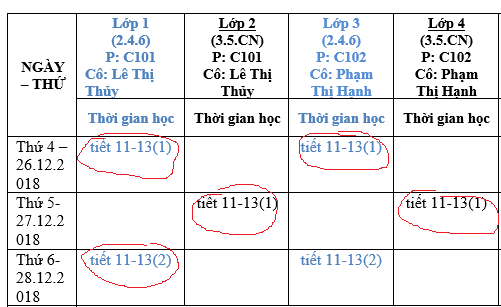 NGÀY
– THỨ
Lớp 1
(2.4.6)
P: C101
Cô: Lê Thị
Thủy
Lớp 2
(3.5.CN)
P: C101
Cô: Lê Thị
Thủy
Lớp 3
(2.4.6)
P: C102
Cô: Phạm
Thị Hạnh
Lớp 4
(3.5.CN)
P: C102
Cô: Phạm
Thị Hạnh
Thời gian học
Thời gian học
Thời gian học
Thời gian học
Thứ 4 –
26.12.2
018
tiết 11-13(1)
tiết 11-13(1)
Thứ 5-
27.12.2
018
tiết 11-13(1)
tiết 11-13(1)
Thứ 6-
28.12.2
018
tiết 11-13(2)
tiết 11-13(2)